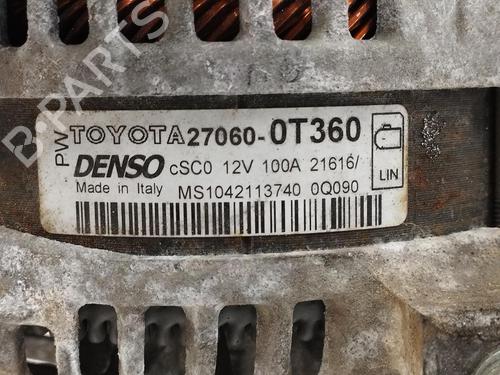 B-PARTS
PW TOYOTA 27060-0T360
DENSO cSC0 12V 100A 21616/
Made in Italy MS1042113740 0Q090
LIN